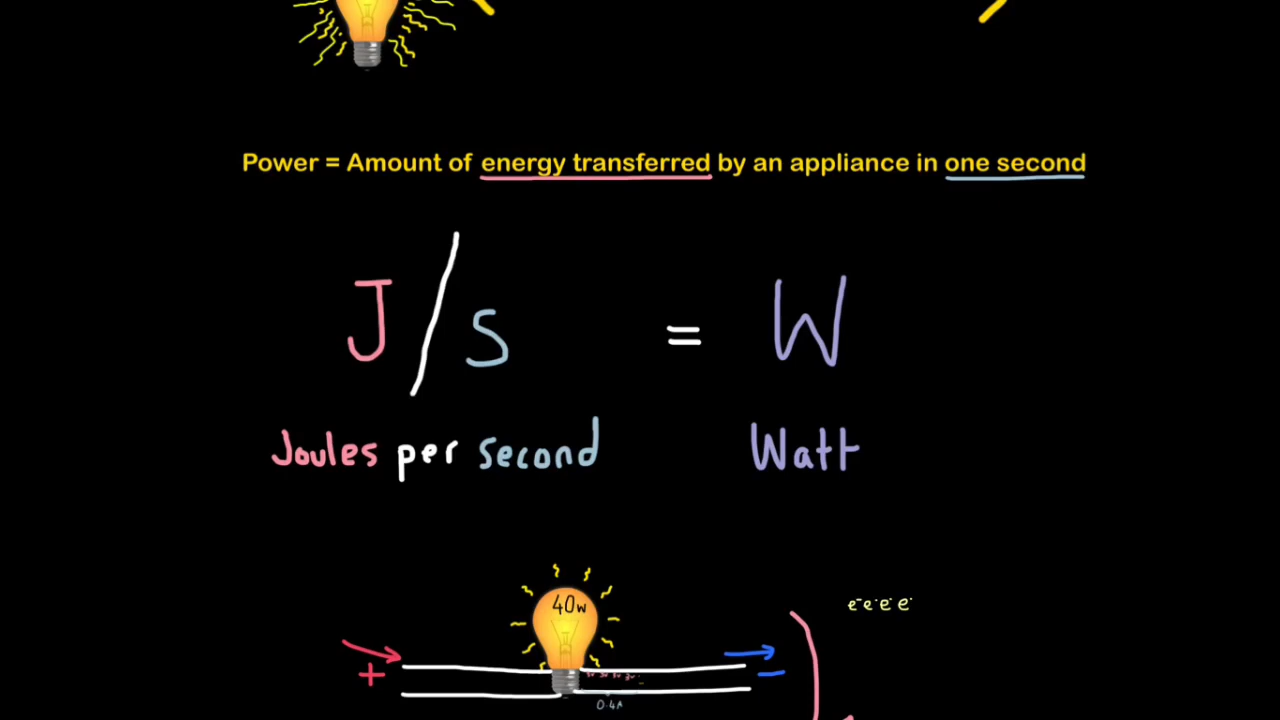 Power = Amount of energy transferred by an appliance in one second
J/s = W
Joules per second Watt
40w
e⁻ e⁻ e⁻ e⁻
+ −
0.4A